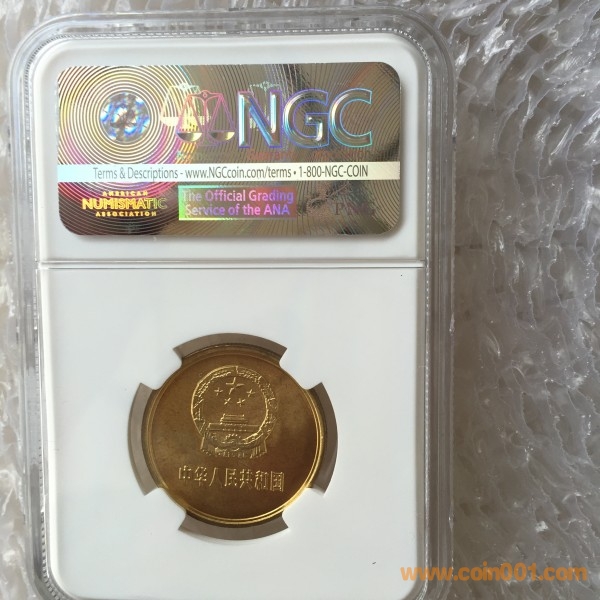 NGC
Terms & Descriptions - www.NGCcoin.com/terms • 1-800-NGC-COIN
AMERICAN
NUMISMATIC
ASSOCIATION
The Official Grading
Service of the ANA
PNG
中华人民共和国
www.coin001.com